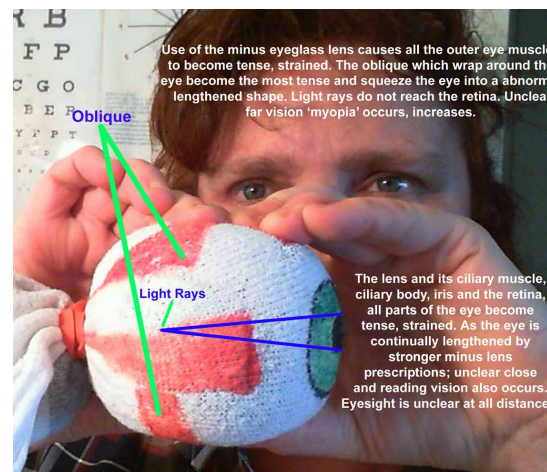 R B
F P
C G O
Use of the minus eyeglass lens causes all the outer eye muscle
to become tense, strained. The oblique which wrap around th
eye become the most tense and squeeze the eye into a abnorm
lengthened shape. Light rays do not reach the retina. Unclea
far vision ‘myopia’ occurs, increases.
Oblique
Light Rays
The lens and its ciliary muscle,
ciliary body, iris and the retina,
all parts of the eye become
tense, strained. As the eye is
continually lengthened by
stronger minus lens
prescriptions; unclear close
and reading vision also occurs.
Eyesight is unclear at all distance